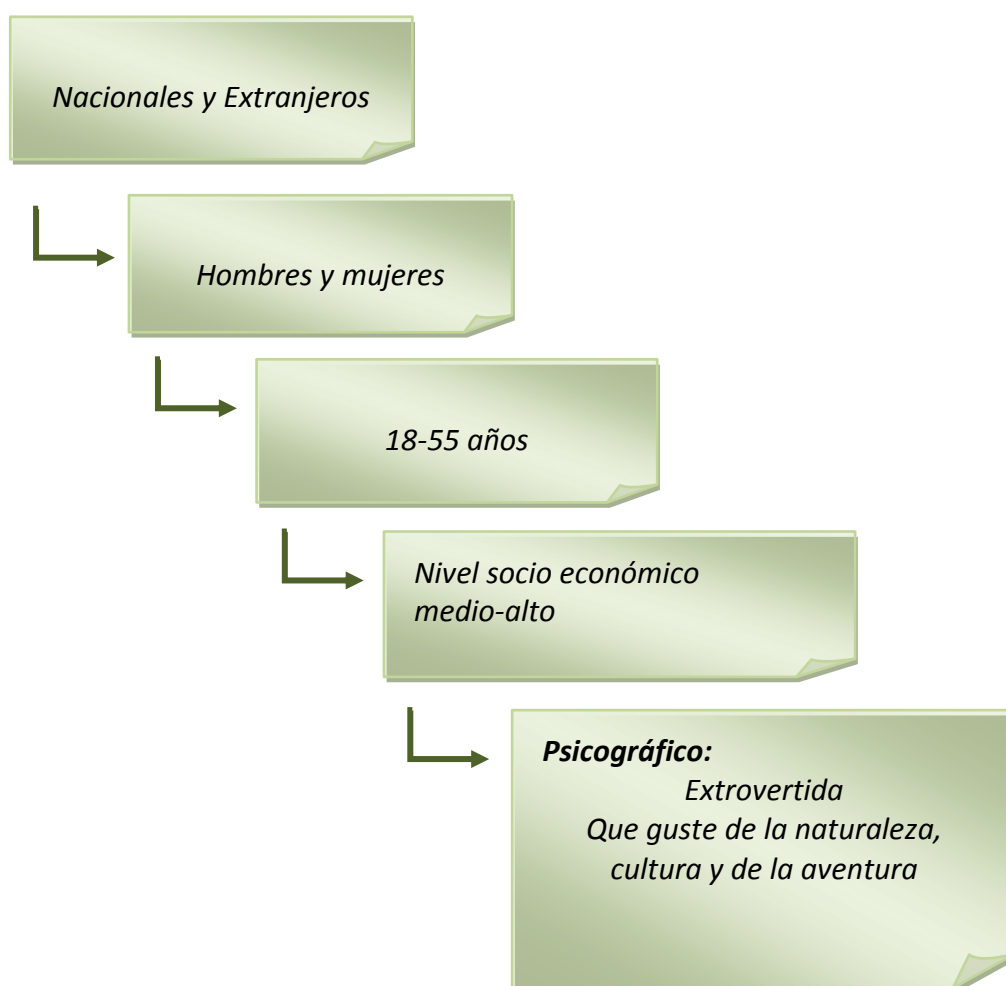 Nacionales y Extranjeros
Hombres y mujeres
18-55 años
Nivel socio económico
medio-alto
Psicográfico:
Extrovertida
Que guste de la naturaleza,
cultura y de la aventura